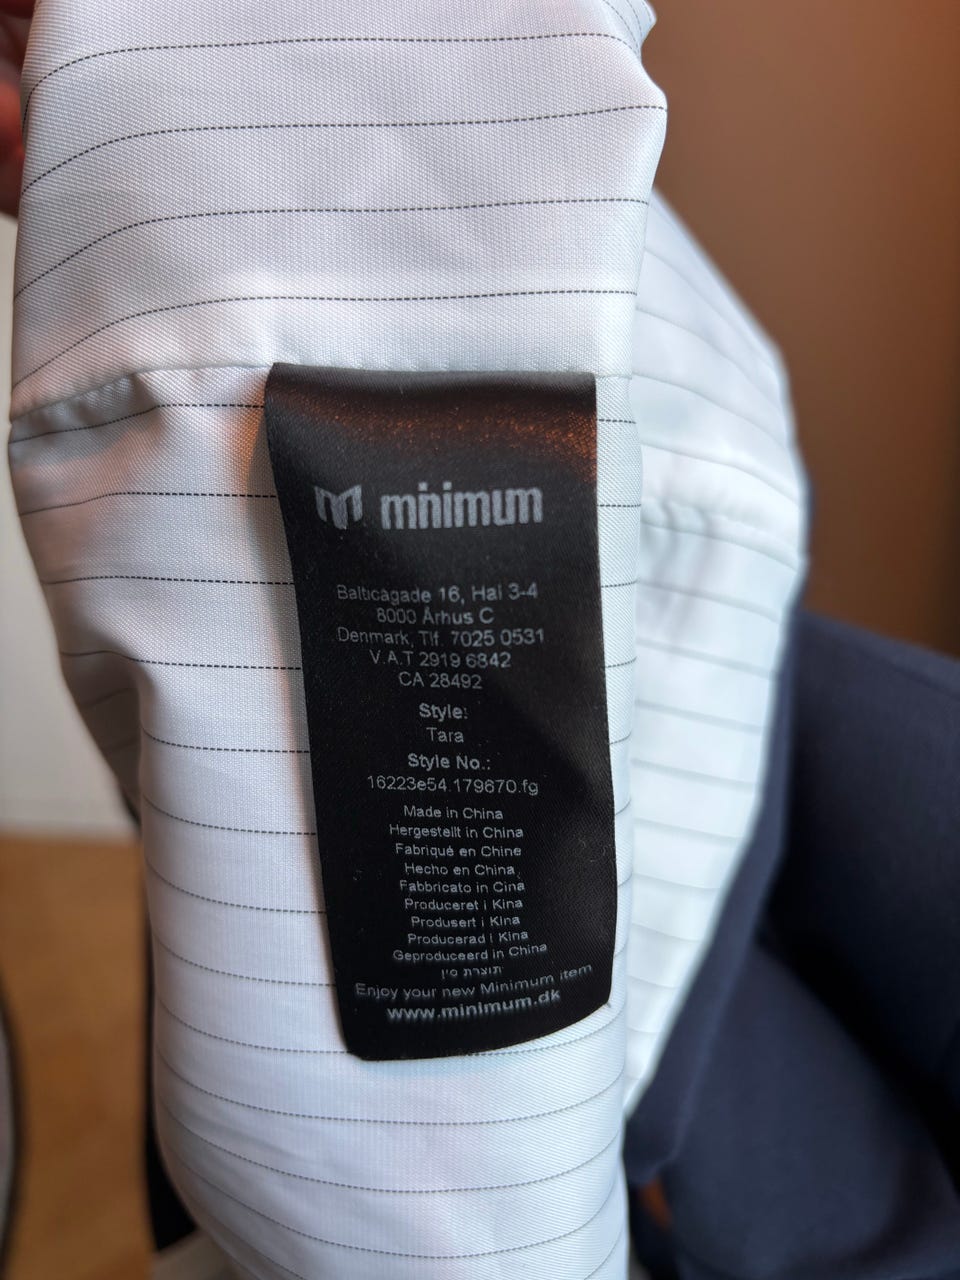 minimum
Balticagade 16, Hal 3-4
8000 Århus C
Denmark, Tlf. 7025 0531
V.A.T 2919 6842
CA 28492
Style:
Tara
Style No.:
16223e54.179670.fg
Made in China
Hergestellt in China
Fabriqué en Chine
Hecho en China
Fabbricato in Cina
Produceret i Kina
Produsert i Kina
Producerad i Kina
Geproduceerd in China
תוצרת סין
Enjoy your new Minimum item
www.minimum.dk